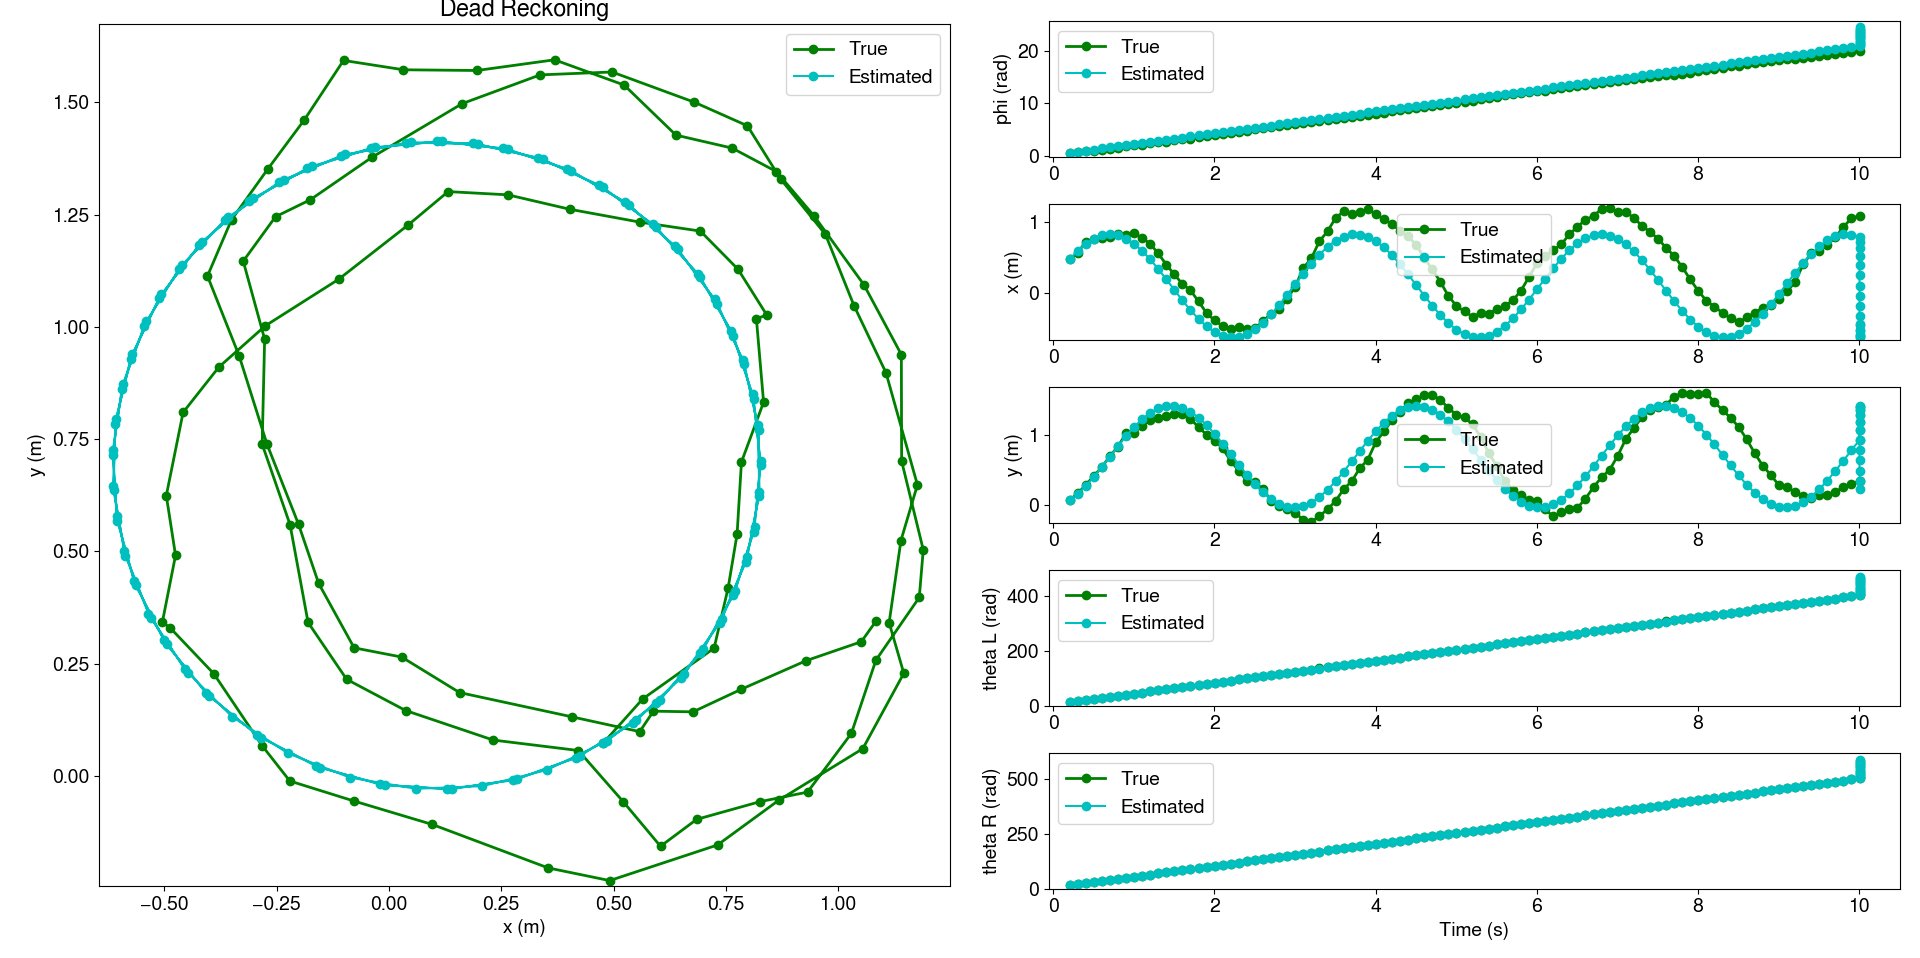 Dead Reckoning
True
Estimated
y (m)
1.50
1.25
1.00
0.75
0.50
0.25
0.00
−0.50
−0.25
0.00
0.25
0.50
0.75
1.00
x (m)
phi (rad)
20
10
0
True
Estimated
0
2
4
6
8
10
x (m)
1
0
True
Estimated
0
2
4
6
8
10
y (m)
1
0
True
Estimated
0
2
4
6
8
10
theta L (rad)
400
200
0
True
Estimated
0
2
4
6
8
10
theta R (rad)
500
250
0
True
Estimated
0
2
4
6
8
10
Time (s)